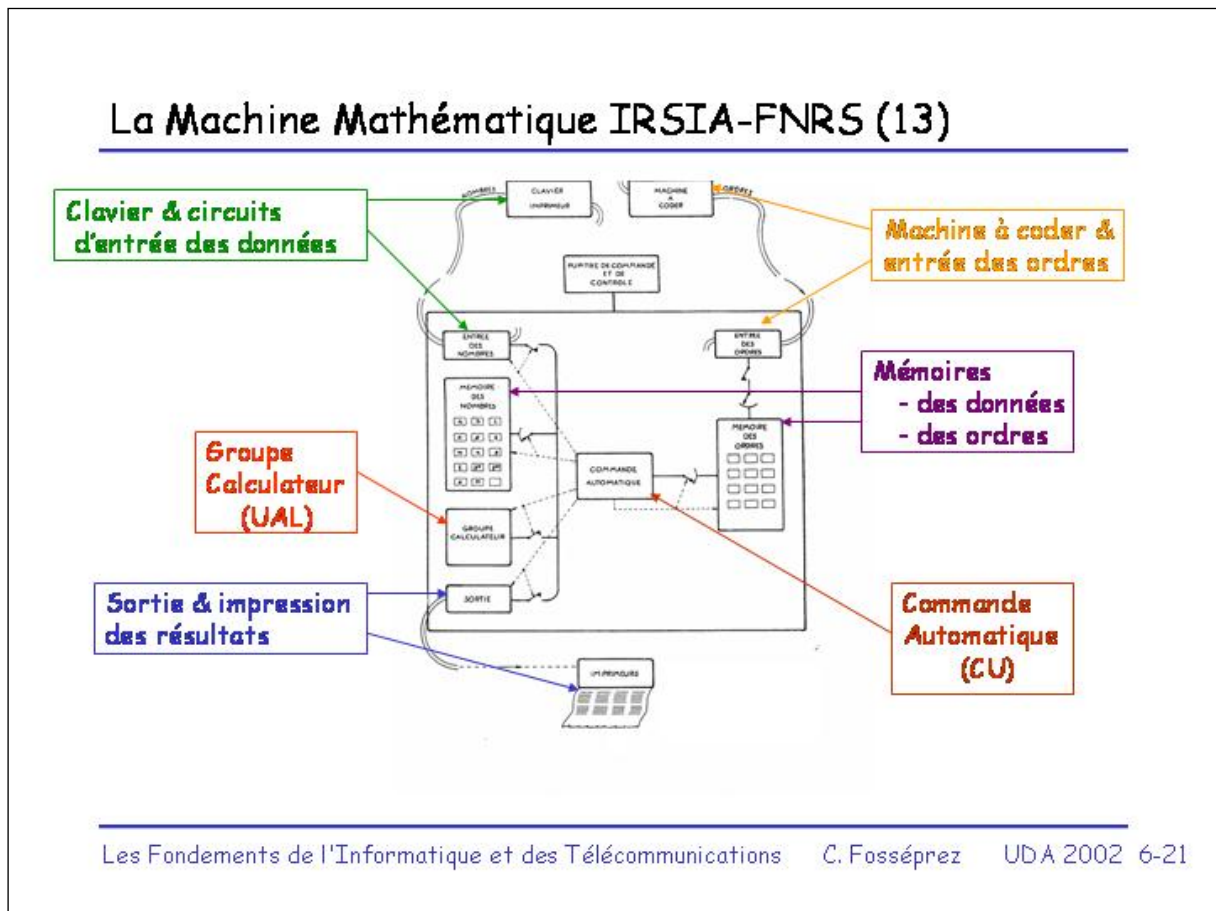 La Machine Mathématique IRSIA-FNRS (13)
NOMBRES
CLAVIER
IMPRIMEUR
MACHINE
A
CODER
ORDRES
Clavier & circuits
d'entrée des données
Machine à coder &
entrée des ordres
PUPITRE DE COMMANDE
ET DE
CONTROLE
ENTREE
DES
NOMBRES
ENTREE
DES
ORDRES
MEMOIRE
DES
NOMBRES
Mémoires
- des données
- des ordres
MEMOIRE
DES
ORDRES
Groupe
Calculateur
(UAL)
COMMANDE
AUTOMATIQUE
GROUPE
CALCULATEUR
Sortie & impression
des résultats
SORTIE
Commande
Automatique
(CU)
IMPRIMEURS
Les Fondements de l'Informatique et des Télécommunications C. Fosséprez UDA 2002 6-21